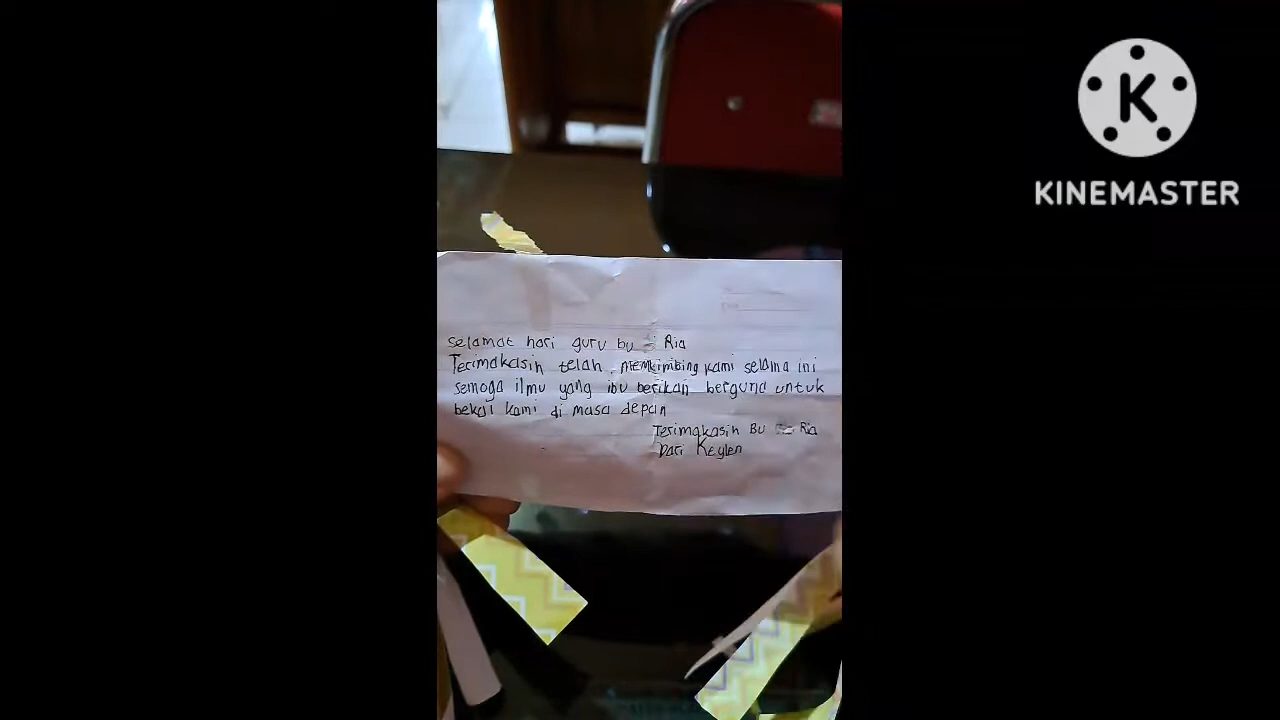 K
KINEMASTER
selamat hari guru bu Ria
Terimakasih telah membimbing kami selama ini
semoga ilmu yang ibu berikan berguna untuk
bekal kami di masa depan
Terimakasih Bu Ria
Dari Keylen